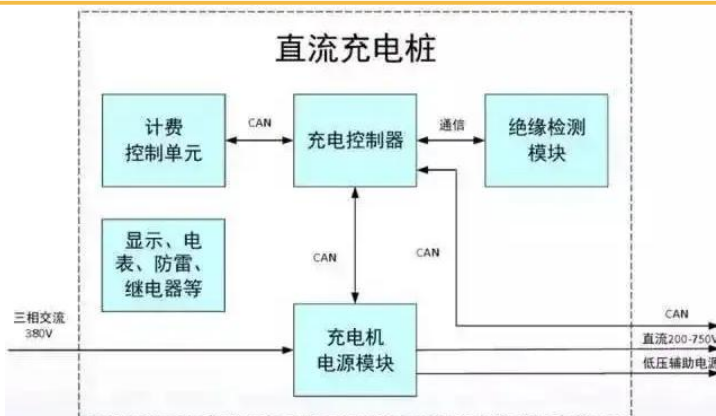 直流充电桩
计费
控制单元
CAN
充电控制器
通信
绝缘检测
模块
显示、电
表、防雷、
继电器等
CAN
CAN
三相交流
380V
充电机
电源模块
CAN
直流200-750V
低压辅助电源